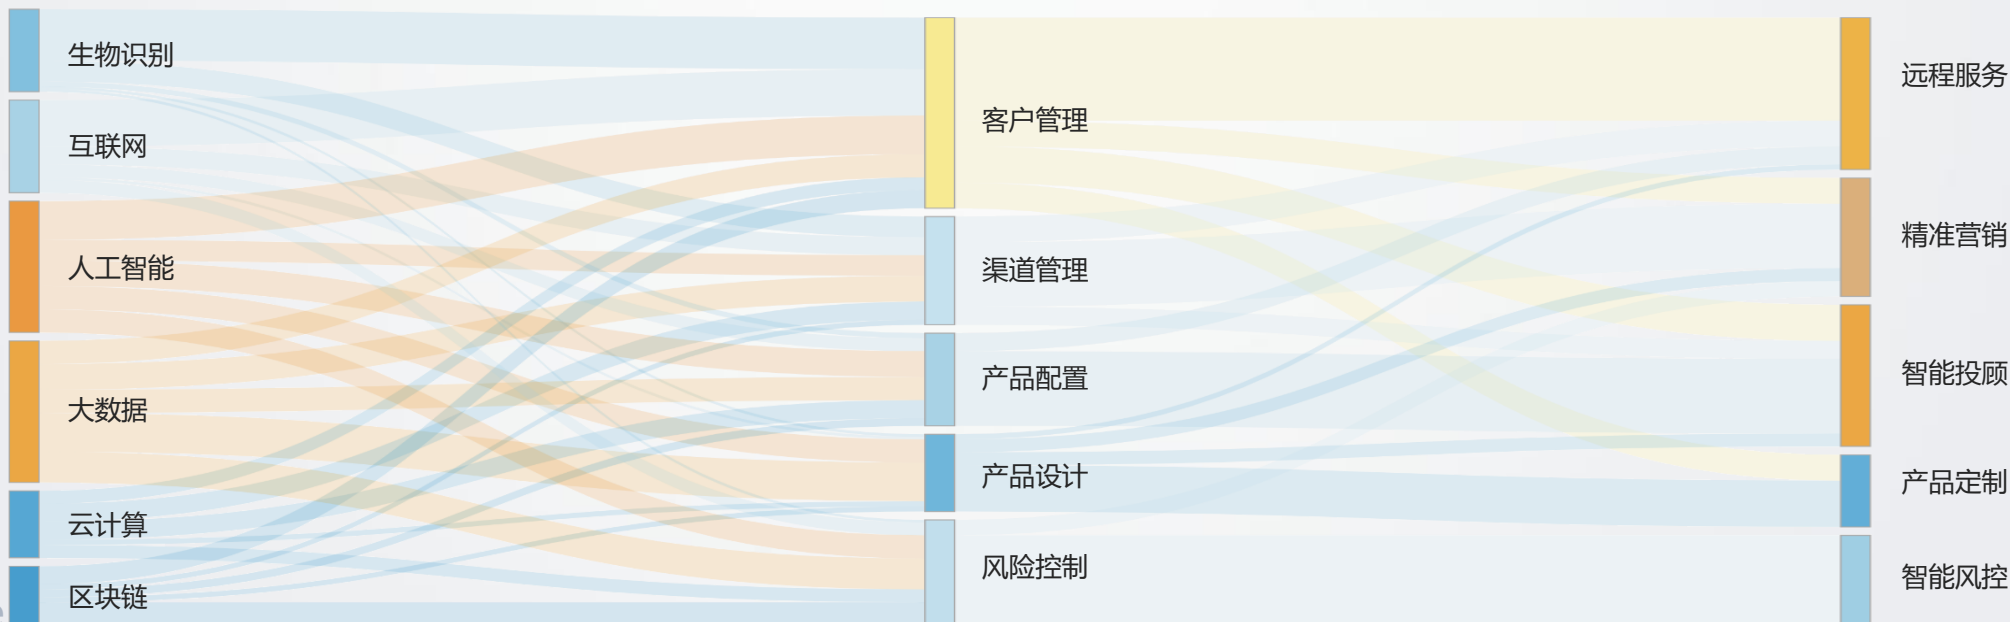 生物识别
互联网
人工智能
大数据
云计算
区块链
客户管理
渠道管理
产品配置
产品设计
风险控制
远程服务
精准营销
智能投顾
产品定制
智能风控